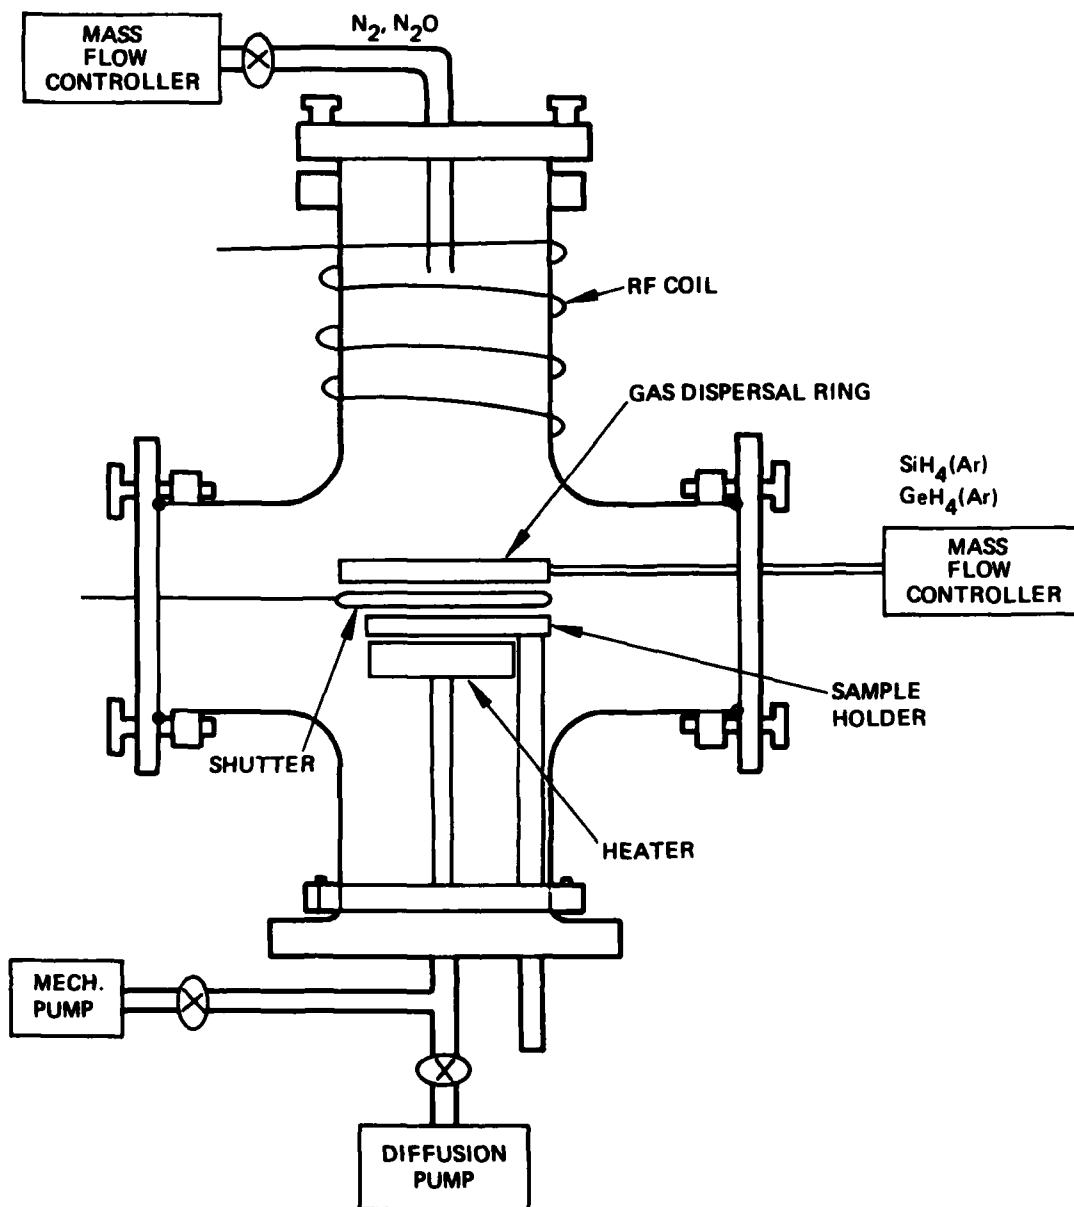 MASS
FLOW
CONTROLLER
N2, N2O
RF COIL
GAS DISPERSAL RING
SiH4(Ar)
GeH4(Ar)
MASS
FLOW
CONTROLLER
SAMPLE
HOLDER
SHUTTER
HEATER
MECH.
PUMP
DIFFUSION
PUMP